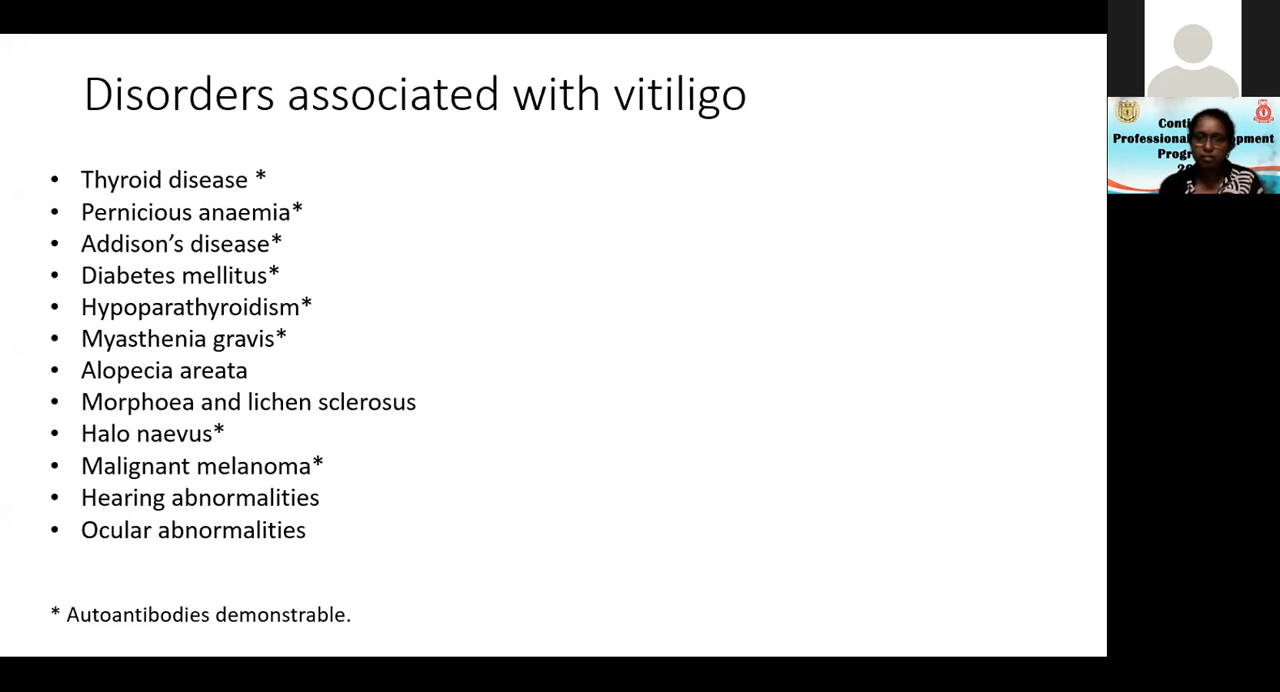 Disorders associated with vitiligo
• Thyroid disease *
• Pernicious anaemia*
• Addison’s disease*
• Diabetes mellitus*
• Hypoparathyroidism*
• Myasthenia gravis*
• Alopecia areata
• Morphoea and lichen sclerosus
• Halo naevus*
• Malignant melanoma*
• Hearing abnormalities
• Ocular abnormalities
* Autoantibodies demonstrable.
Professional